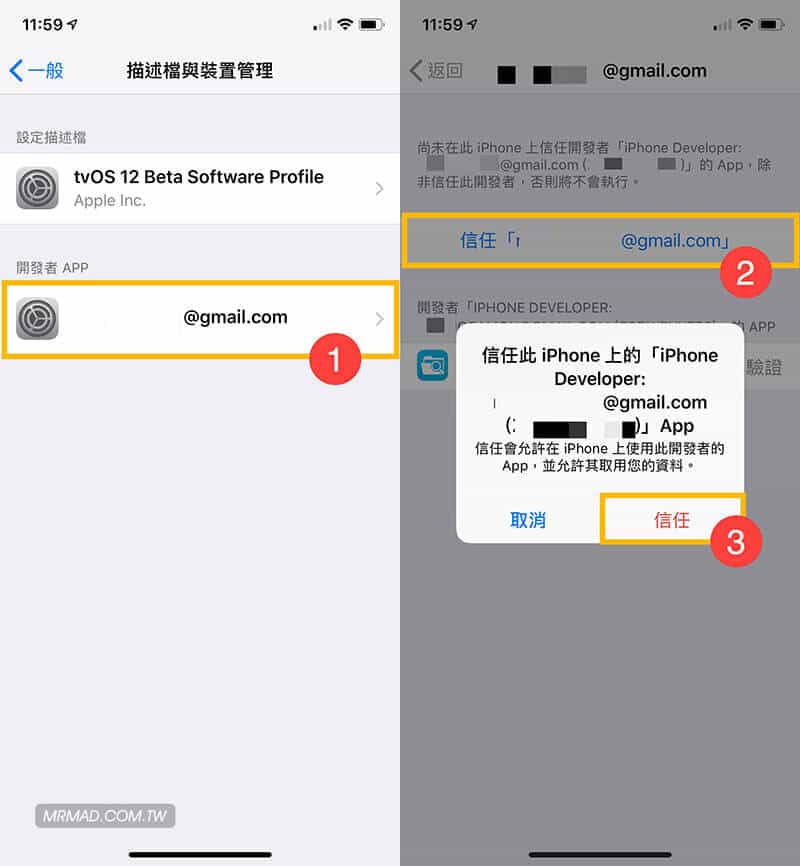 11:59
一般
描述檔與裝置管理
設定描述檔
tvOS 12 Beta Software Profile
Apple Inc.
開發者 APP
@gmail.com
1
MRMAD.COM.TW
11:59
返回
@gmail.com
尚未在此 iPhone 上信任開發者「iPhone Developer:
@gmail.com (
)」的 App，除
非信任此開發者，否則將不會執行。
信任「
@gmail.com」
2
開發者「IPHONE DEVELOPER:
的 APP
驗證
信任此 iPhone 上的「iPhone
Developer:
@gmail.com
(
)」App
信任會允許在 iPhone 上使用此開發者的
App，並允許其取用您的資料。
取消
信任
3